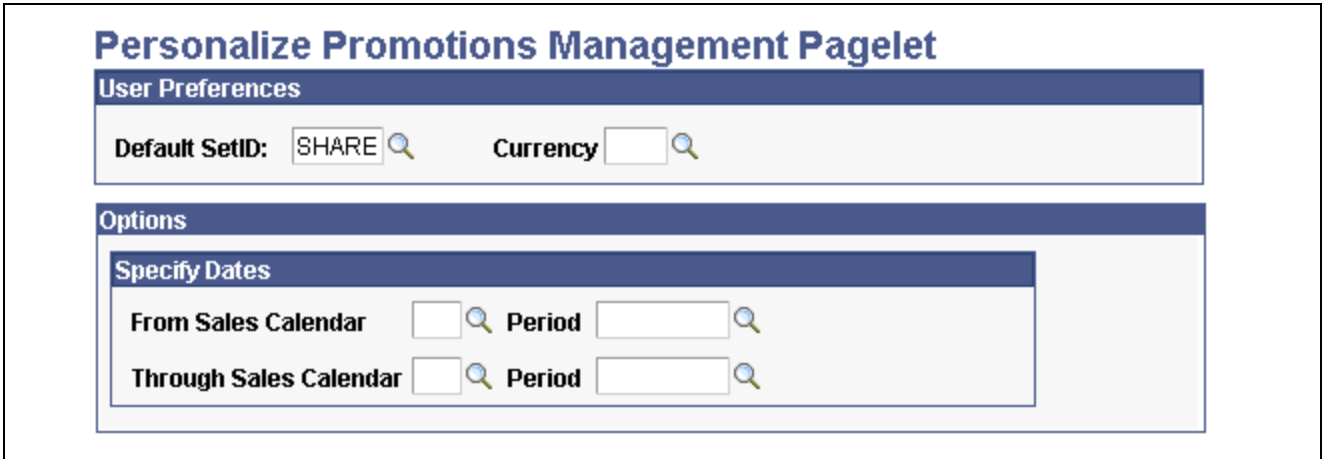 Personalize Promotions Management Pagelet
User Preferences
Default SetID: SHARE Currency
Options
Specify Dates
From Sales Calendar Period
Through Sales Calendar Period